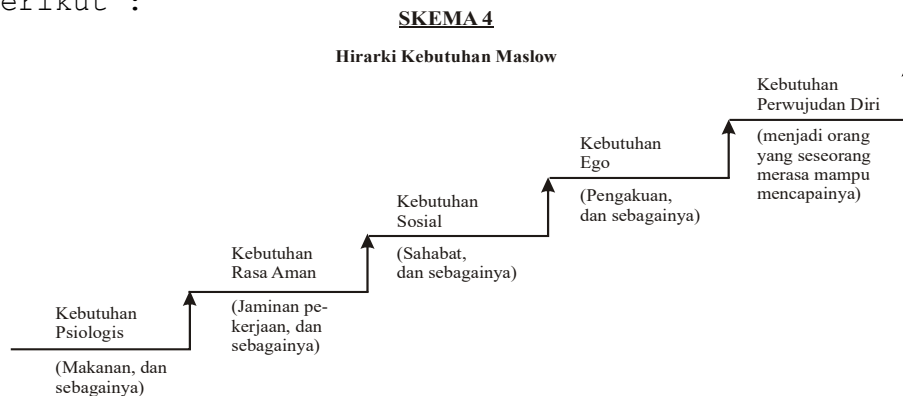 erikut :
SKEMA 4
Hirarki Kebutuhan Maslow
Kebutuhan
Psiologis
(Makanan, dan
sebagainya)
Kebutuhan
Rasa Aman
(Jaminan pe-
kerjaan, dan
sebagainya)
Kebutuhan
Sosial
(Sahabat,
dan sebagainya)
Kebutuhan
Ego
(Pengakuan,
dan sebagainya)
Kebutuhan
Perwujudan Diri
(menjadi orang
yang seseorang
merasa mampu
mencapainya)